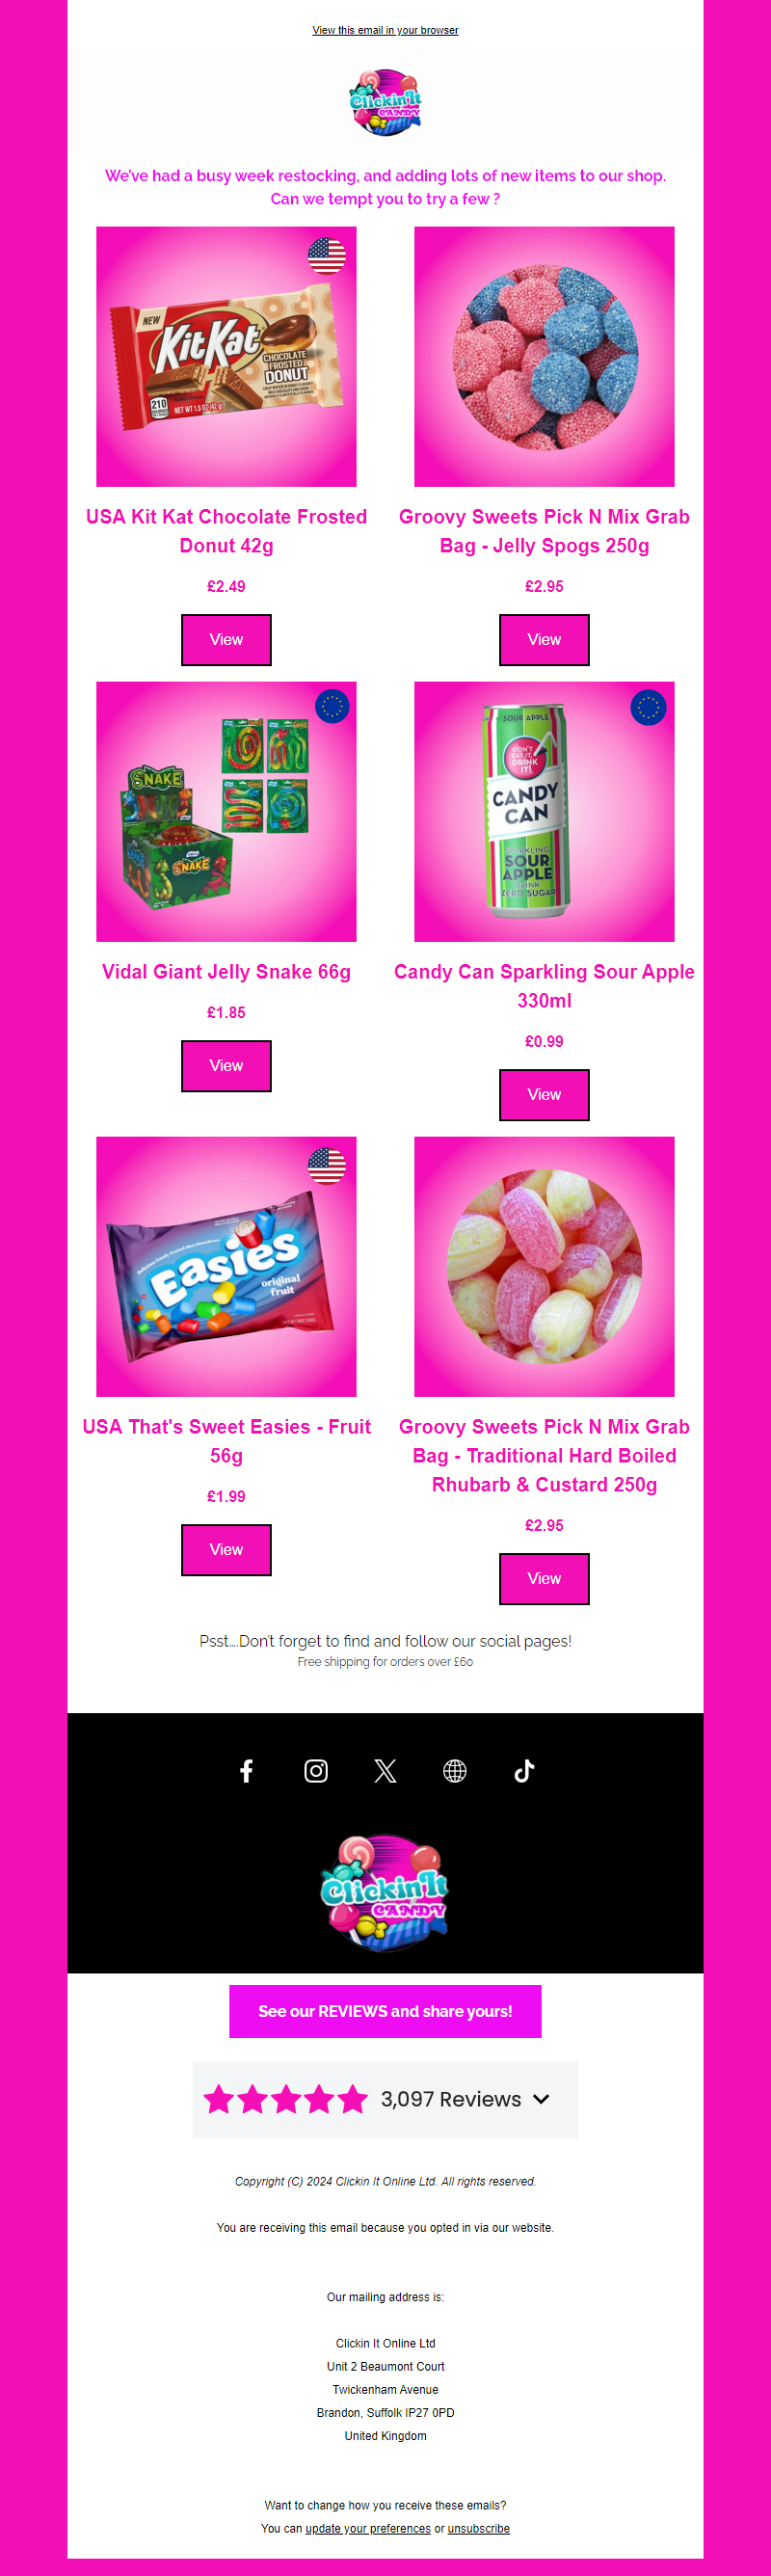 View this email in your browser
ClickinIt
CANDY
We've had a busy week restocking, and adding lots of new items to our shop.
Can we tempt you to try a few ?
NEW
KitKat
CHOCOLATE
FROSTED
DONUT
210
NET WT 1.5 OZ (42g)
USA Kit Kat Chocolate Frosted
Donut 42g
£2.49
View
Groovy Sweets Pick N Mix Grab
Bag - Jelly Spogs 250g
£2.95
View
SNAKE
SNAKE
Vidal Giant Jelly Snake 66g
£1.85
View
SOUR APPLE
DON'T
EAT IT,
DRINK
IT!
CANDY
CAN
SPARKLING
SOUR
APPLE
DRINK
ZERO SUGAR
Candy Can Sparkling Sour Apple
330ml
£0.99
View
Easies
original
fruit
USA That's Sweet Easies - Fruit
56g
£1.99
View
Groovy Sweets Pick N Mix Grab
Bag - Traditional Hard Boiled
Rhubarb & Custard 250g
£2.95
View
Psst....Don't forget to find and follow our social pages!
Free shipping for orders over £60
ClickinIt
CANDY
See our REVIEWS and share yours!
3,097 Reviews
Copyright (C) 2024 Clickin It Online Ltd. All rights reserved.
You are receiving this email because you opted in via our website.
Our mailing address is:
Clickin It Online Ltd
Unit 2 Beaumont Court
Twickenham Avenue
Brandon, Suffolk IP27 0PD
United Kingdom
Want to change how you receive these emails?
You can update your preferences or unsubscribe